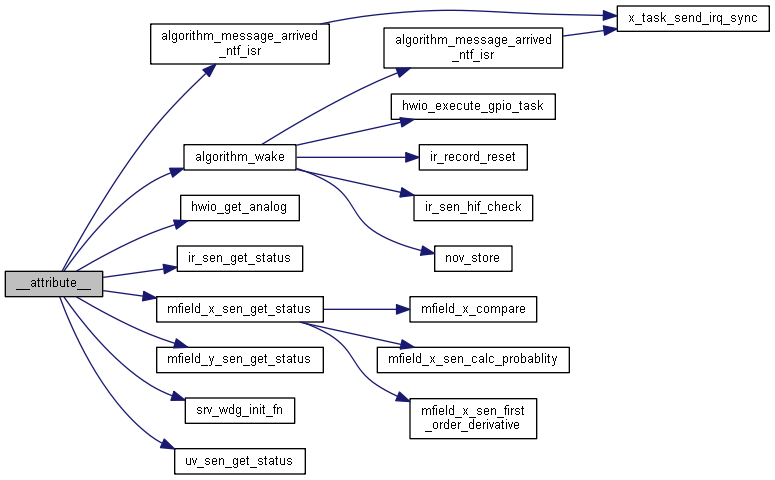 x_task_send_irq_sync
algorithm_message_arrived
_ntf_isr
algorithm_message_arrived
_ntf_isr
hwio_execute_gpio_task
algorithm_wake
ir_record_reset
hwio_get_analog
ir_sen_hif_check
ir_sen_get_status
nov_store
__attribute__
mfield_x_sen_get_status
mfield_x_compare
mfield_y_sen_get_status
mfield_x_sen_calc_probablity
srv_wdg_init_fn
mfield_x_sen_first
_order_derivative
uv_sen_get_status